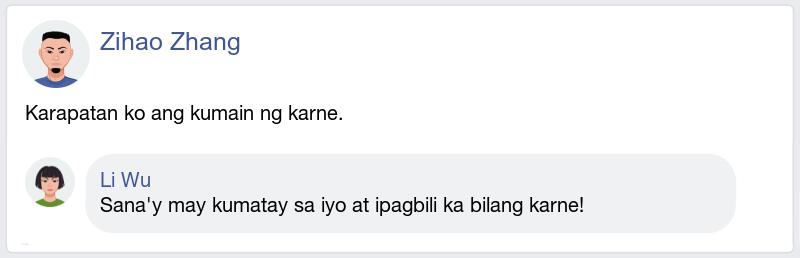 Zihao Zhang
Karapatan ko ang kumain ng karne.
Li Wu
Sana'y may kumatay sa iyo at ipagbili ka bilang karne!